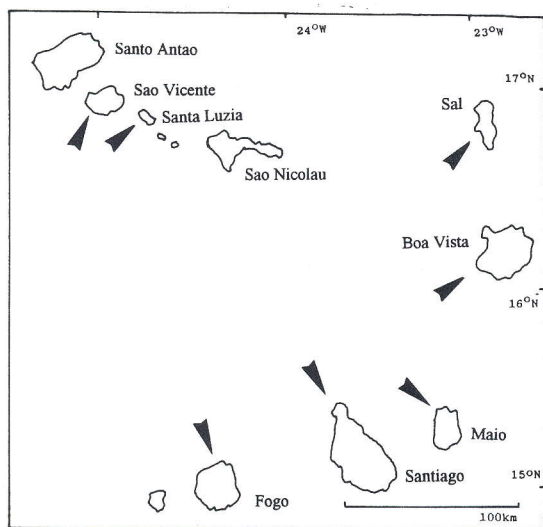 24°W
23°W
Santo Antao
17°N
Sao Vicente
Sal
Santa Luzia
Sao Nicolau
Boa Vista
16°N
Maio
Santiago
15°N
Fogo
100km